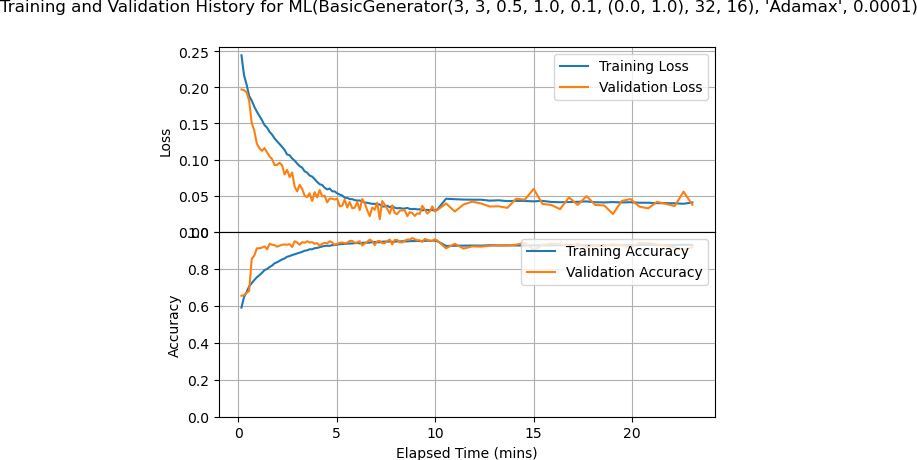 Training and Validation History for ML(BasicGenerator(3, 3, 0.5, 1.0, 0.1, (0.0, 1.0), 32, 16), 'Adamax', 0.0001)
0.25
0.20
0.15
0.10
0.05
Loss
Training Loss
Validation Loss
1.0
0.8
0.6
0.4
0.2
0.0
Accuracy
Training Accuracy
Validation Accuracy
0
5
10
15
20
Elapsed Time (mins)